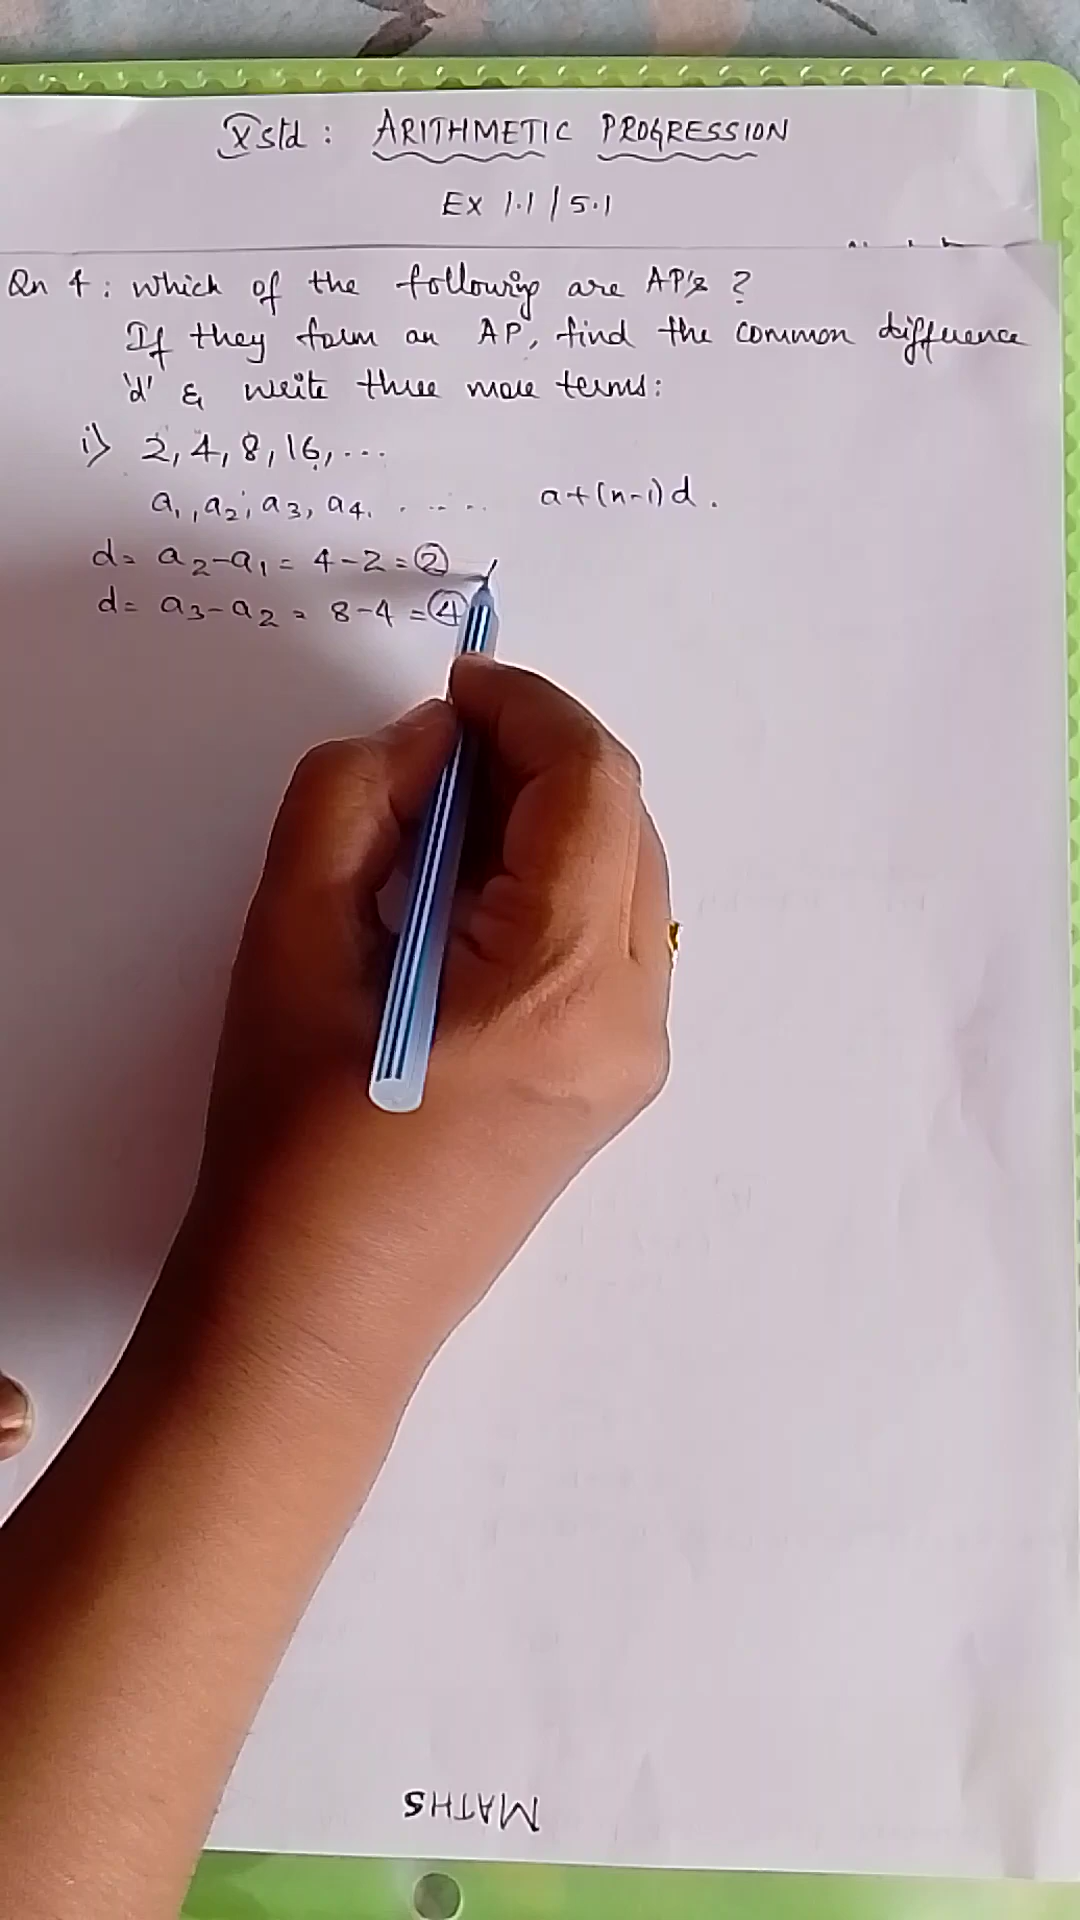 X std : ARITHMETIC PROGRESSION
Ex 1.1 / 5.1
Qn 4 : Which of the following are AP's ?
If they form an AP, find the common difference
'd' & write three more terms :
i) 2, 4, 8, 16, ...
a1, a2, a3, a4, ...... a+(n-1)d.
d = a2 - a1 = 4 - 2 = 2
d = a3 - a2 = 8 - 4 = 4
MATHS